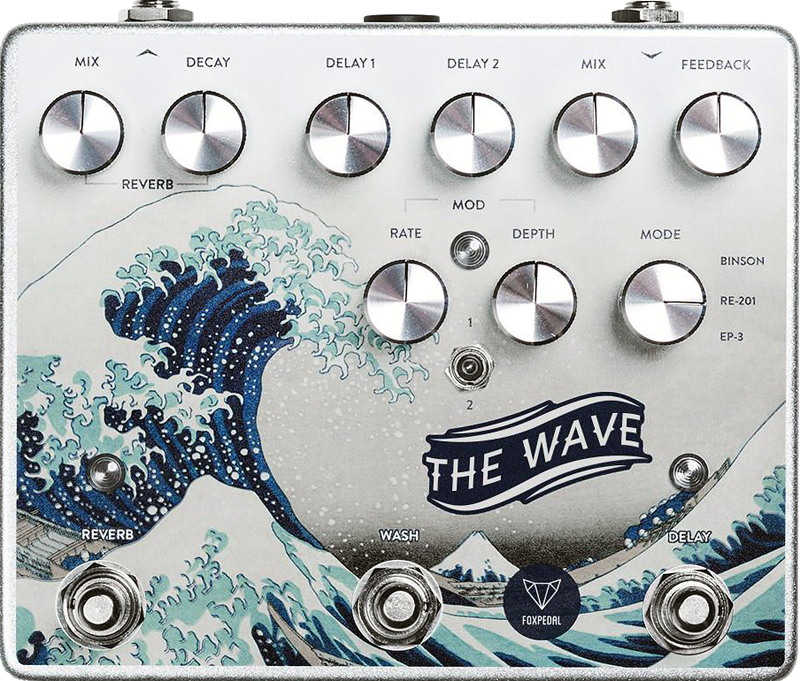 MIX
DECAY
DELAY 1
DELAY 2
MIX
FEEDBACK
REVERB
MOD
RATE
DEPTH
MODE
BINSON
RE-201
EP-3
1
2
THE WAVE
REVERB
WASH
DELAY
FOXPEDAL